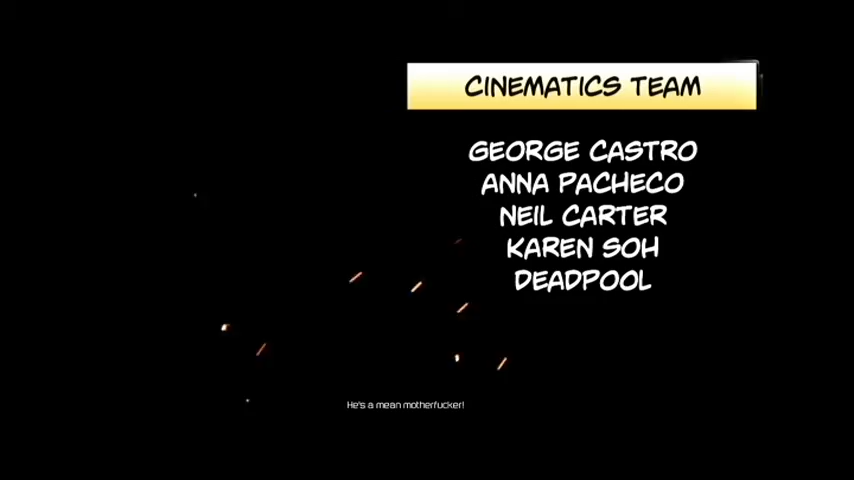 CINEMATICS TEAM
GEORGE CASTRO
ANNA PACHECO
NEIL CARTER
KAREN SOH
DEADPOOL
He's a mean motherfucker!